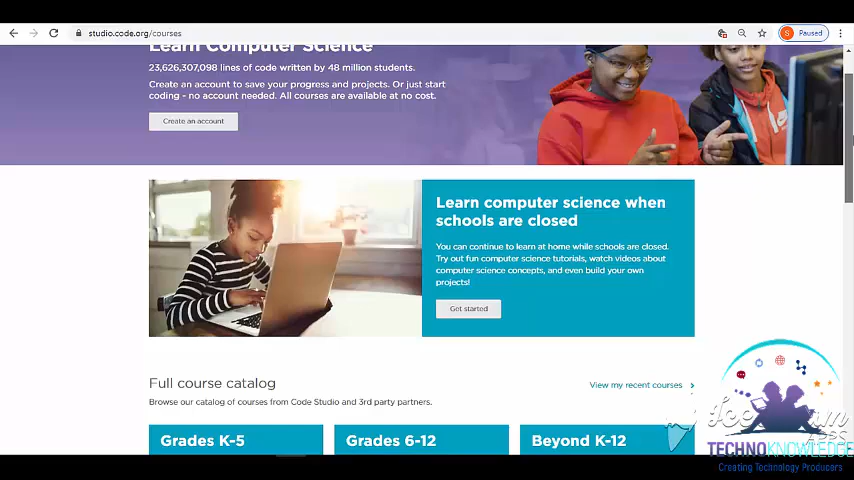 studio.code.org/courses
S
Paused
Learn Computer Science
23,626,307,098 lines of code written by 48 million students.
Create an account to save your progress and projects. Or just start
coding - no account needed. All courses are available at no cost.
Create an account
Learn computer science when
schools are closed
You can continue to learn at home while schools are closed.
Try out fun computer science tutorials, watch videos about
computer science concepts, and even build your own
projects!
Get started
Full course catalog
View my recent courses
Browse our catalog of courses from Code Studio and 3rd party partners.
Grades K-5
Grades 6-12
Beyond K-12
TECHNOKNOWLEDGE
Creating Technology Producers